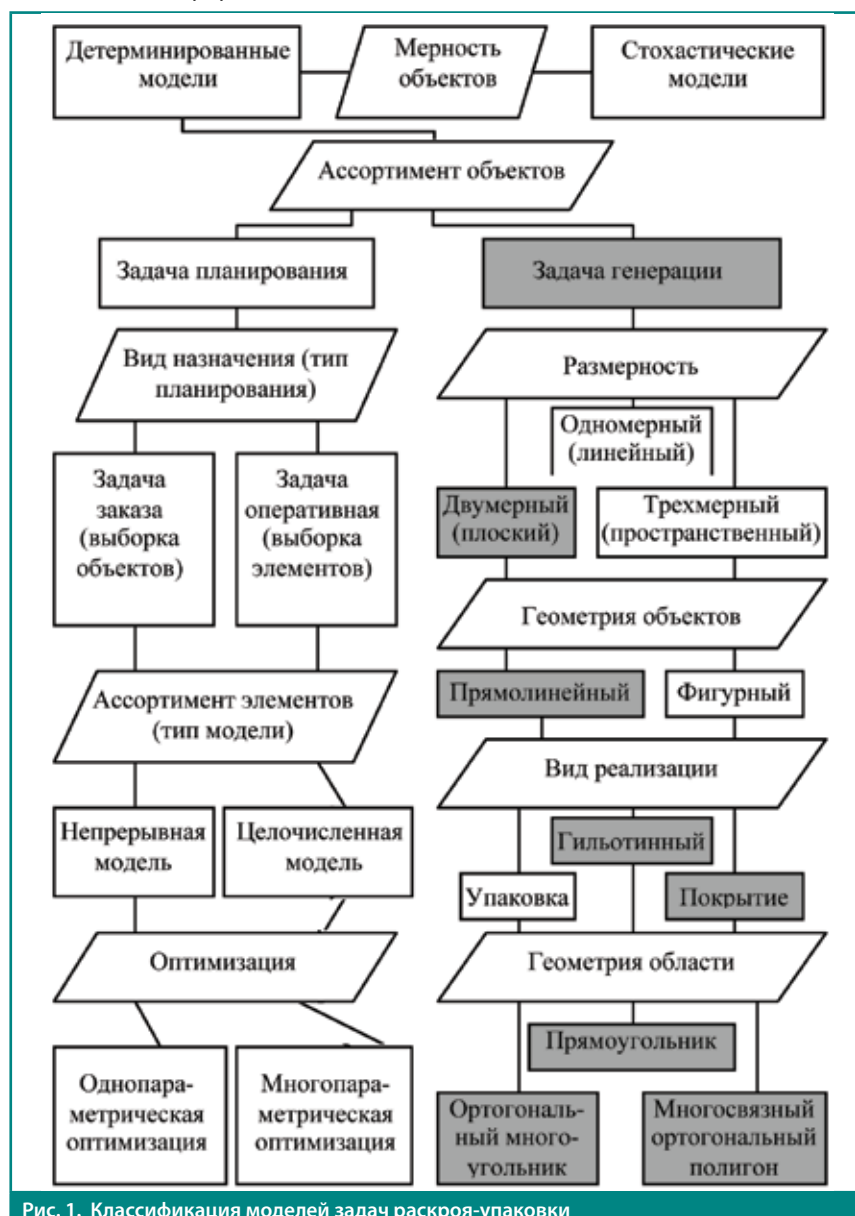 Детерминированные
модели
Мерность
объектов
Стохастические
модели
Ассортимент объектов
Задача планирования
Задача генерации
Вид назначения (тип
планирования)
Размерность
Одномерный
(линейный)
Задача
заказа
(выборка
объектов)
Задача
оперативная
(выборка
элементов)
Двумерный
(плоский)
Трехмерный
(пространственный)
Геометрия объектов
Ассортимент элементов
(тип модели)
Прямолинейный
Фигурный
Вид реализации
Непрерывная
модель
Целочисленная
модель
Гильотинный
Упаковка
Покрытие
Оптимизация
Геометрия области
Прямоугольник
Однопара-
метрическая
оптимизация
Многопара-
метрическая
оптимизация
Ортогональ-
ный много-
угольник
Многосвязный
ортогональный
полигон
Рис. 1. Классификация моделей задач раскроя-упаковки